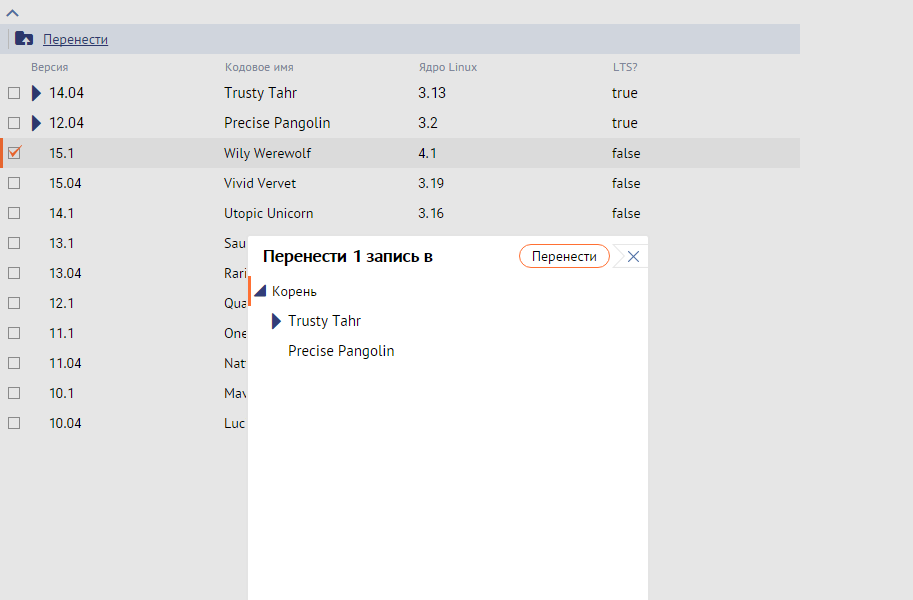 Перенести
Версия Кодовое имя Ядро Linux LTS?
14.04 Trusty Tahr 3.13 true
12.04 Precise Pangolin 3.2 true
15.1 Wily Werewolf 4.1 false
15.04 Vivid Vervet 3.19 false
14.1 Utopic Unicorn 3.16 false
13.1 Sau
13.04 Rari
12.1 Qua
11.1 One
11.04 Nat
10.1 Mav
10.04 Luc
Перенести 1 запись в Перенести
Корень
Trusty Tahr
Precise Pangolin